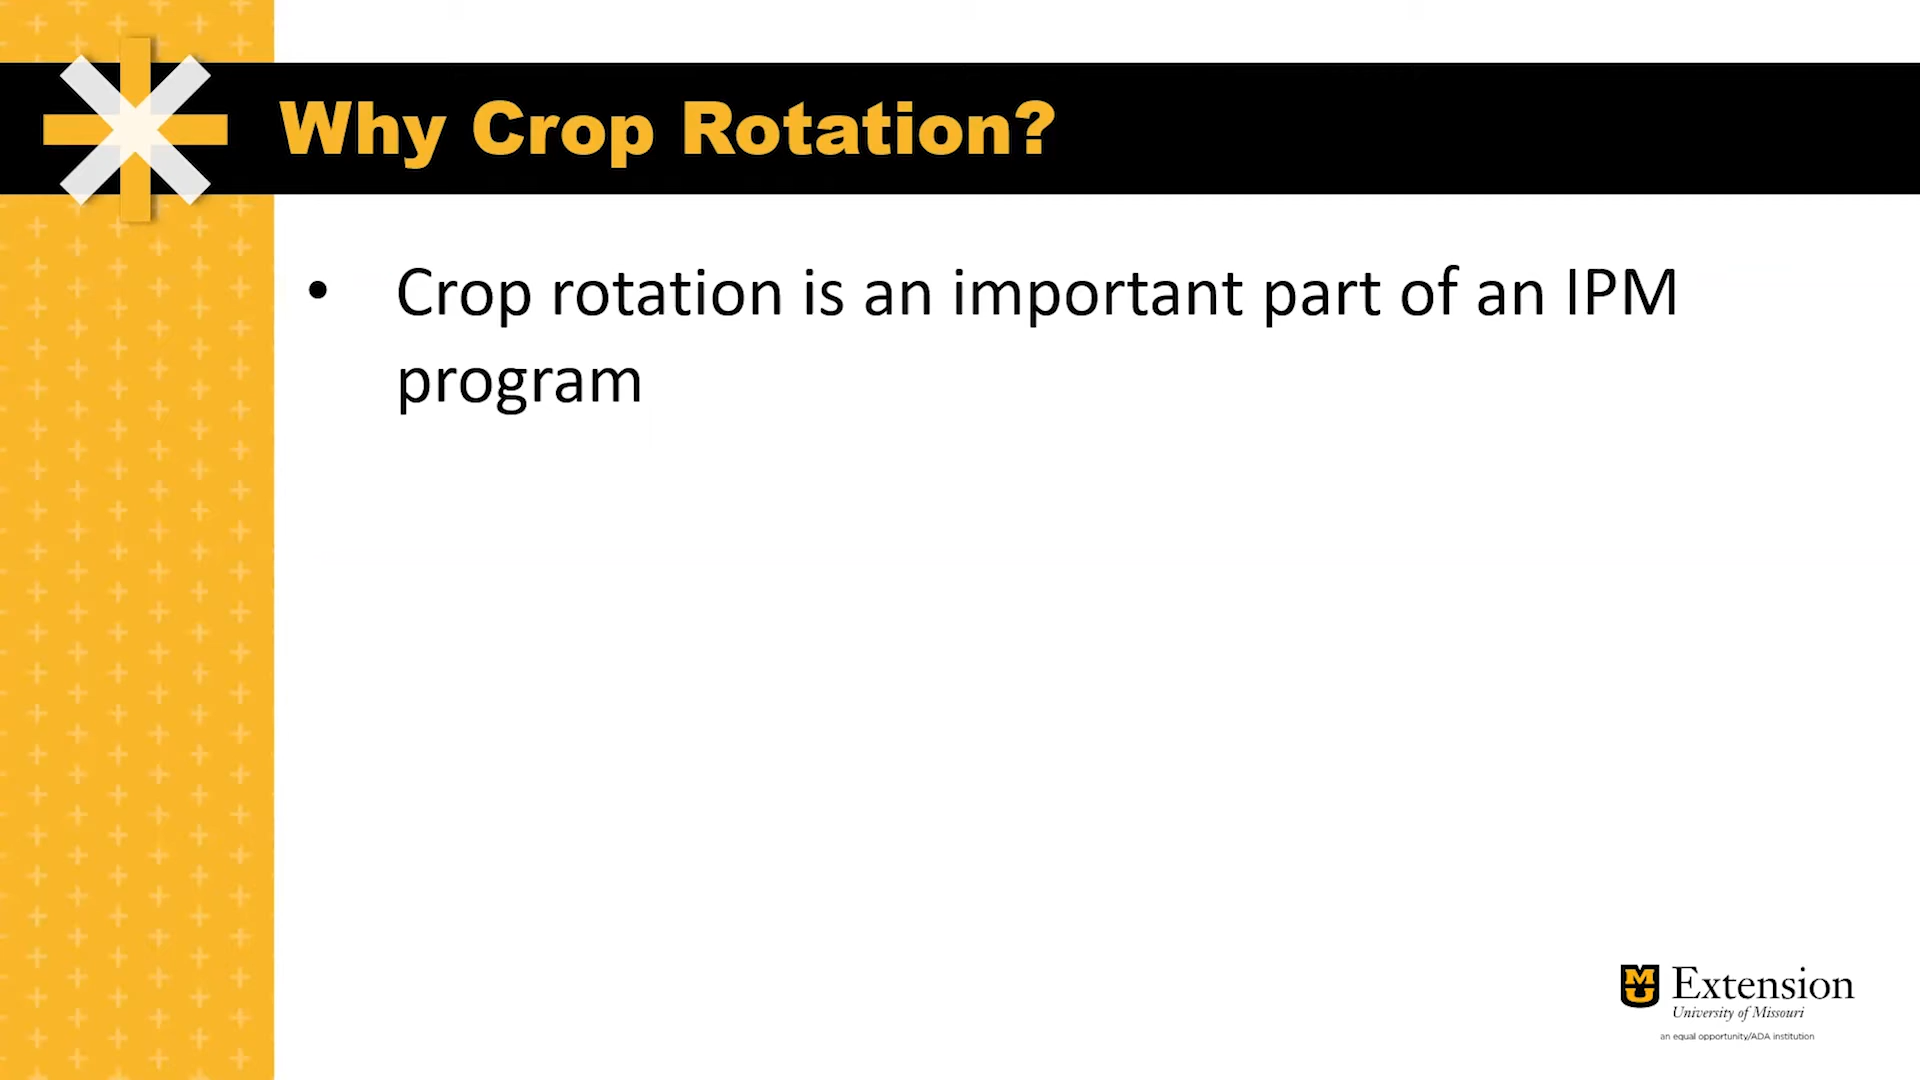 Why Crop Rotation?
• Crop rotation is an important part of an IPM
program
MU Extension
University of Missouri
an equal opportunity/ADA institution